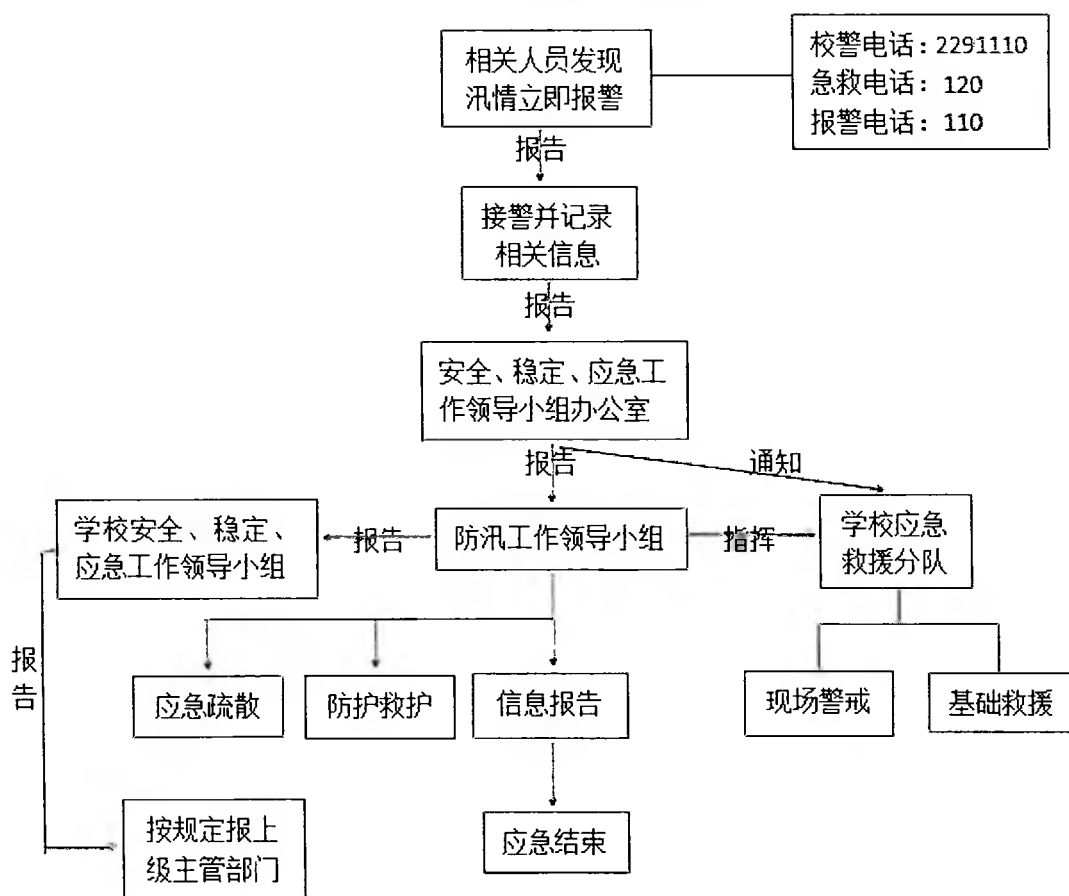 相关人员发现
汛情立即报警
校警电话：2291110
急救电话：120
报警电话：110
报告
接警并记录
相关信息
报告
安全、稳定、应急工
作领导小组办公室
报告
通知
学校安全、稳定、
应急工作领导小组
报告
防汛工作领导小组
指挥
学校应急
救援分队
报
告
应急疏散
防护救护
信息报告
现场警戒
基础救援
按规定报上
级主管部门
应急结束